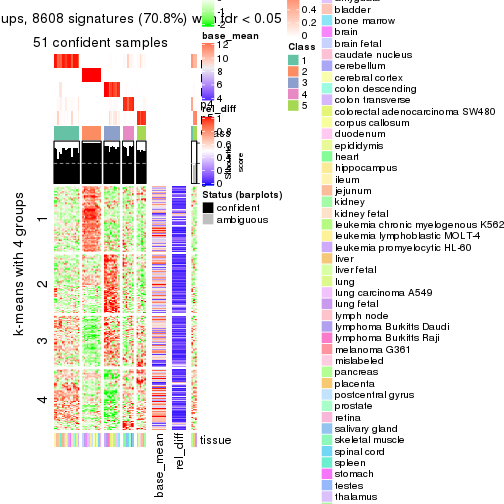 ups, 8608 signatures (70.8%) with fdr < 0.05
51 confident samples
base_mean
12
10
8
6
4
rel_diff
1
0.8
0.6
0.4
0.2
0
Silhouette
score
Status (barplots)
confident
ambiguous
0.4
0.2
0
Class
1
2
3
4
5
k-means with 4 groups
1
2
3
4
tissue
base_mean
rel_diff
bladder
bone marrow
brain
brain fetal
caudate nucleus
cerebellum
cerebral cortex
colon descending
colon transverse
colorectal adenocarcinoma SW480
corpus callosum
duodenum
epididymis
heart
hippocampus
ileum
jejunum
kidney
kidney fetal
leukemia chronic myelogenous K562
leukemia lymphoblastic MOLT-4
leukemia promyelocytic HL-60
liver
liver fetal
lung
lung carcinoma A549
lung fetal
lymph node
lymphoma Burkitts Daudi
lymphoma Burkitts Raji
melanoma G361
mislabeled
pancreas
placenta
postcentral gyrus
prostate
retina
salivary gland
skeletal muscle
spinal cord
spleen
stomach
testes
thalamus